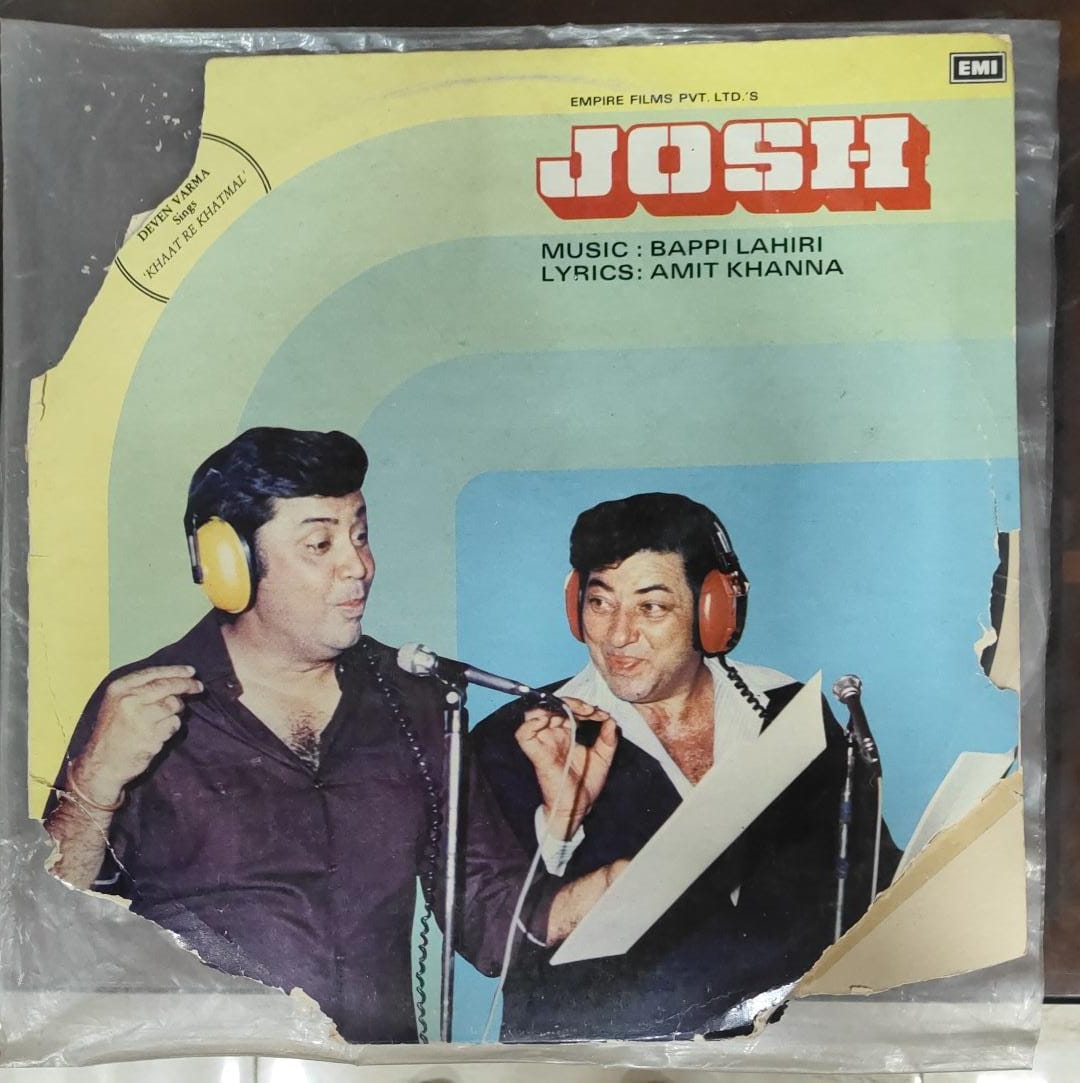 EMI
EMPIRE FILMS PVT. LTD.'S
JOSH
DEVEN VARMA
Sings
'KHAAT RE KHATMAL'
MUSIC : BAPPI LAHIRI
LYRICS: AMIT KHANNA